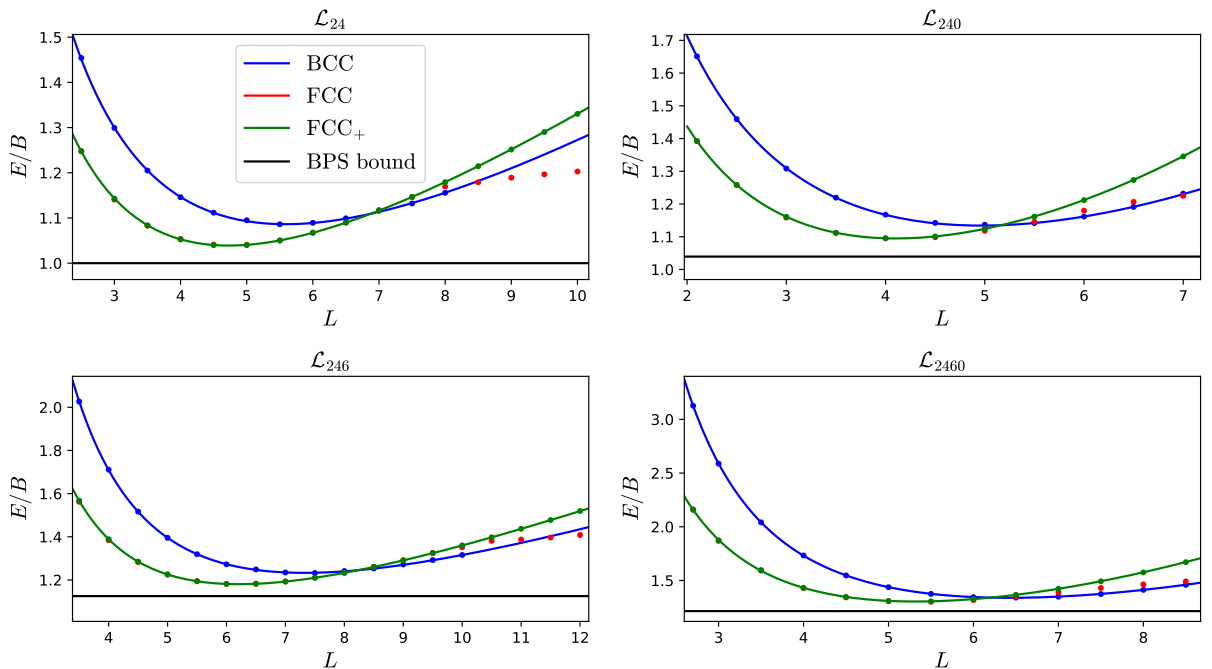 ℒ₂₄
E/B
1.5
1.4
1.3
1.2
1.1
1.0
BCC
FCC
FCC₊
BPS bound
3 4 5 6 7 8 9 10
L
ℒ₂₄₀
E/B
1.7
1.6
1.5
1.4
1.3
1.2
1.1
1.0
2 3 4 5 6 7
L
ℒ₂₄₆
E/B
2.0
1.8
1.6
1.4
1.2
4 5 6 7 8 9 10 11 12
L
ℒ₂₄₆₀
E/B
3.0
2.5
2.0
1.5
3 4 5 6 7 8
L